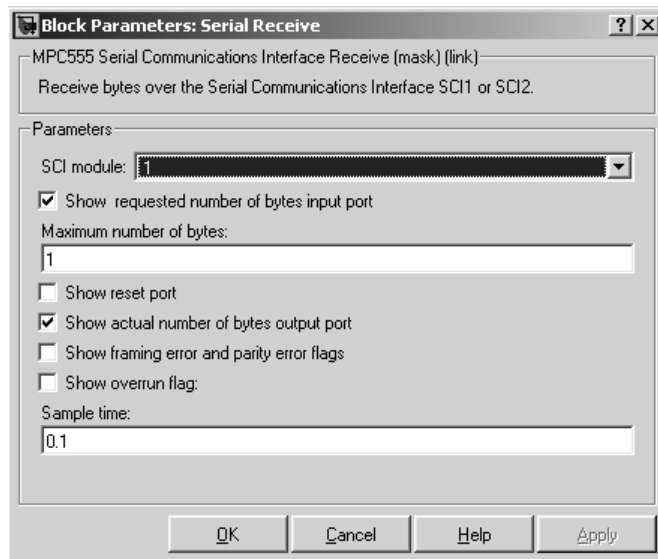 Block Parameters: Serial Receive
MPC555 Serial Communications Interface Receive (mask) (link)
Receive bytes over the Serial Communications Interface SCI1 or SCI2.
Parameters
SCI module: 1
Show requested number of bytes input port
Maximum number of bytes:
1
Show reset port
Show actual number of bytes output port
Show framing error and parity error flags
Show overrun flag:
Sample time:
0.1
OK Cancel Help Apply